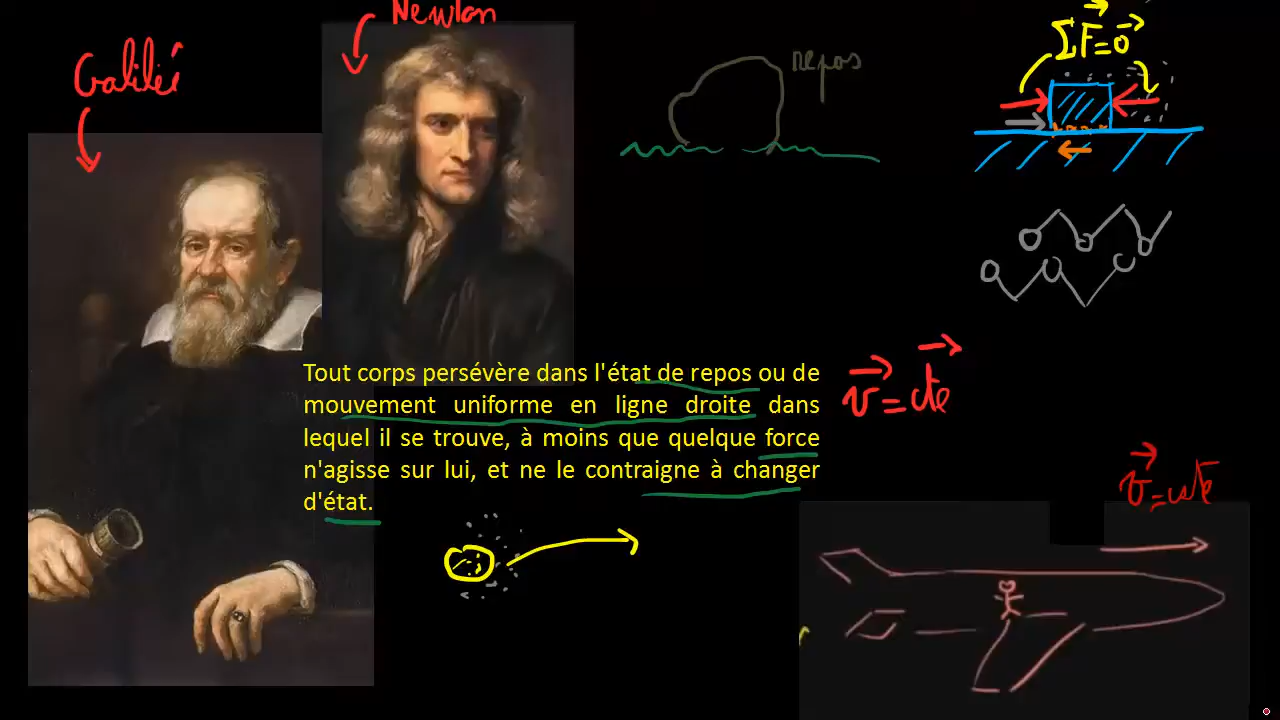 Newton
Galilée
repos
ΣF=0
Tout corps persévère dans l'état de repos ou de
mouvement uniforme en ligne droite dans
lequel il se trouve, à moins que quelque force
n'agisse sur lui, et ne le contraigne à changer
d'état.
v=cte
v=cte